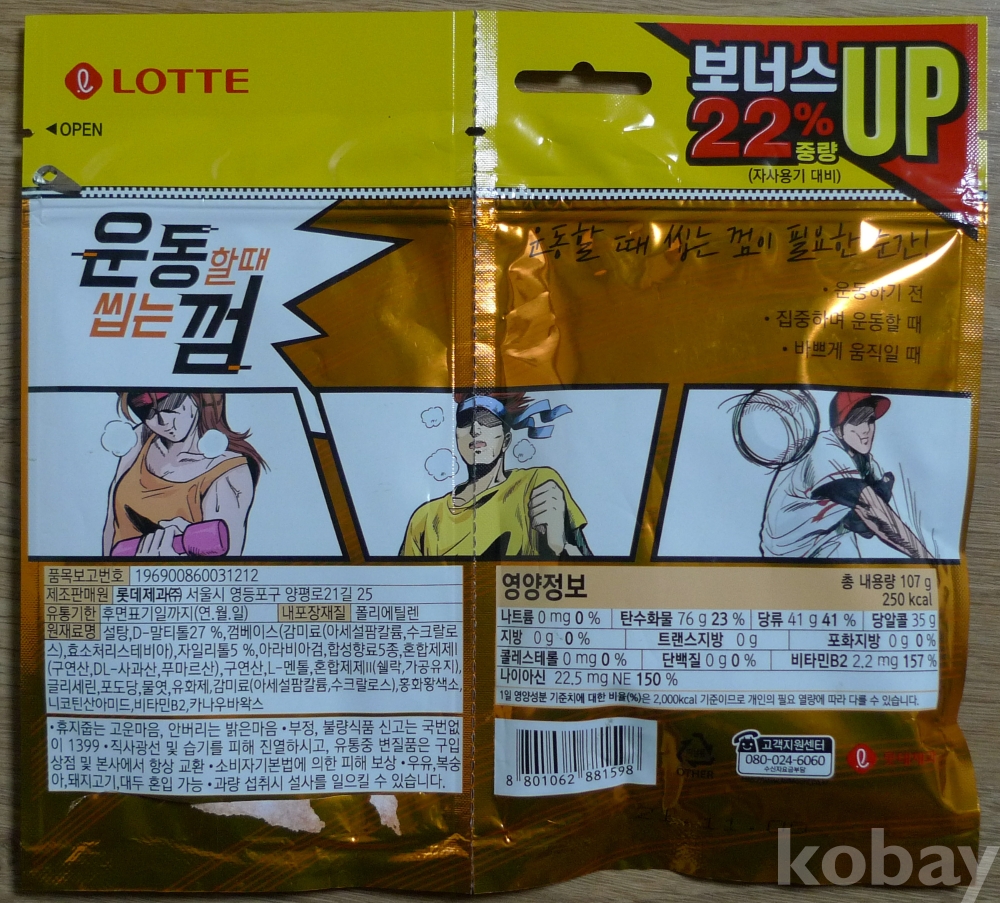 LOTTE
◀OPEN
보너스
22%
중량
UP
(자사용기 대비)
운동할때
씹는껌
운동할 때 씹는 껌이 필요한 순간!
• 운동하기 전
• 집중하며 운동할 때
• 바쁘게 움직일 때
품목보고번호 196900860031212
제조판매원 롯데제과㈜ 서울시 영등포구 양평로21길 25
유통기한 후면표기일까지(연.월.일) 내포장재질 폴리에틸렌
원재료명 설탕,D-말티톨27 %,껌베이스(감미료(아세설팜칼륨,수크랄로
스),효소처리스테비아),자일리톨5 %,아라비아검,합성향료5종,혼합제제I
(구연산,DL-사과산,푸마르산),구연산,L-멘톨,혼합제제II(쉘락,가공유지),
글리세린,포도당,물엿,유화제,감미료(아세설팜칼륨,수크랄로스),홍화황색소,
니코틴산아미드,비타민B2,카나우바왁스
•휴지줍는 고운마음, 안버리는 밝은마음 •부정, 불량식품 신고는 국번없
이 1399 •직사광선 및 습기를 피해 진열하시고, 유통중 변질품은 구입
상점 및 본사에서 항상 교환 •소비자기본법에 의한 피해 보상 •우유,복숭
아,돼지고기,대두 혼입 가능 •과량 섭취시 설사를 일으킬 수 있습니다.
영양정보
총 내용량 107 g
250 kcal
나트륨 0 mg 0 % 탄수화물 76 g 23 % 당류 41 g 41 % 당알콜 35 g
지방 0 g 0 % 트랜스지방 0 g 포화지방 0 g 0 %
콜레스테롤 0 mg 0 % 단백질 0 g 0 % 비타민B2 2.2 mg 157 %
나이아신 22.5 mg NE 150 %
1일 영양성분 기준치에 대한 비율(%)은 2,000kcal 기준이므로 개인의 필요 열량에 따라 다를 수 있습니다.
8 801062 881598
OTHER
고객지원센터
080-024-6060
수신자요금부담
롯데제과
kobay